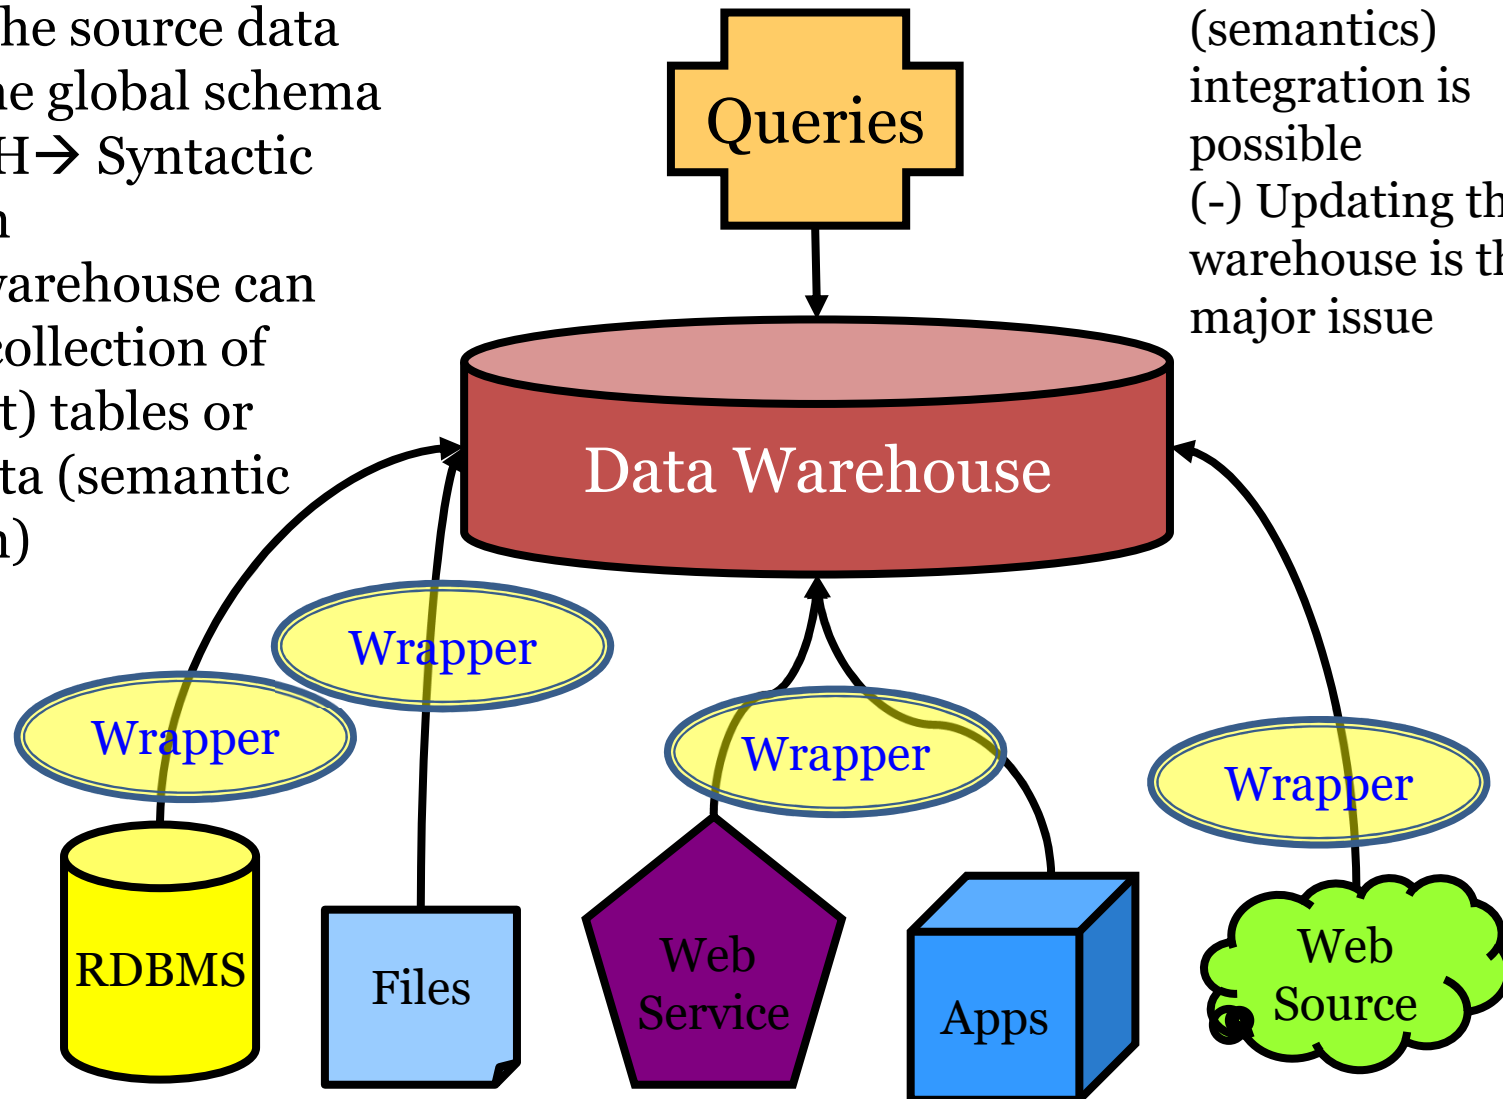 he source data
ne global schema
H→ Syntactic
n
warehouse can
collection of
t) tables or
ta (semantic
n)
Queries
(semantics)
integration is
possible
(-) Updating th
warehouse is th
major issue
Data Warehouse
Wrapper
Wrapper
Wrapper
Wrapper
RDBMS
Files
Web
Service
Apps
Web
Source